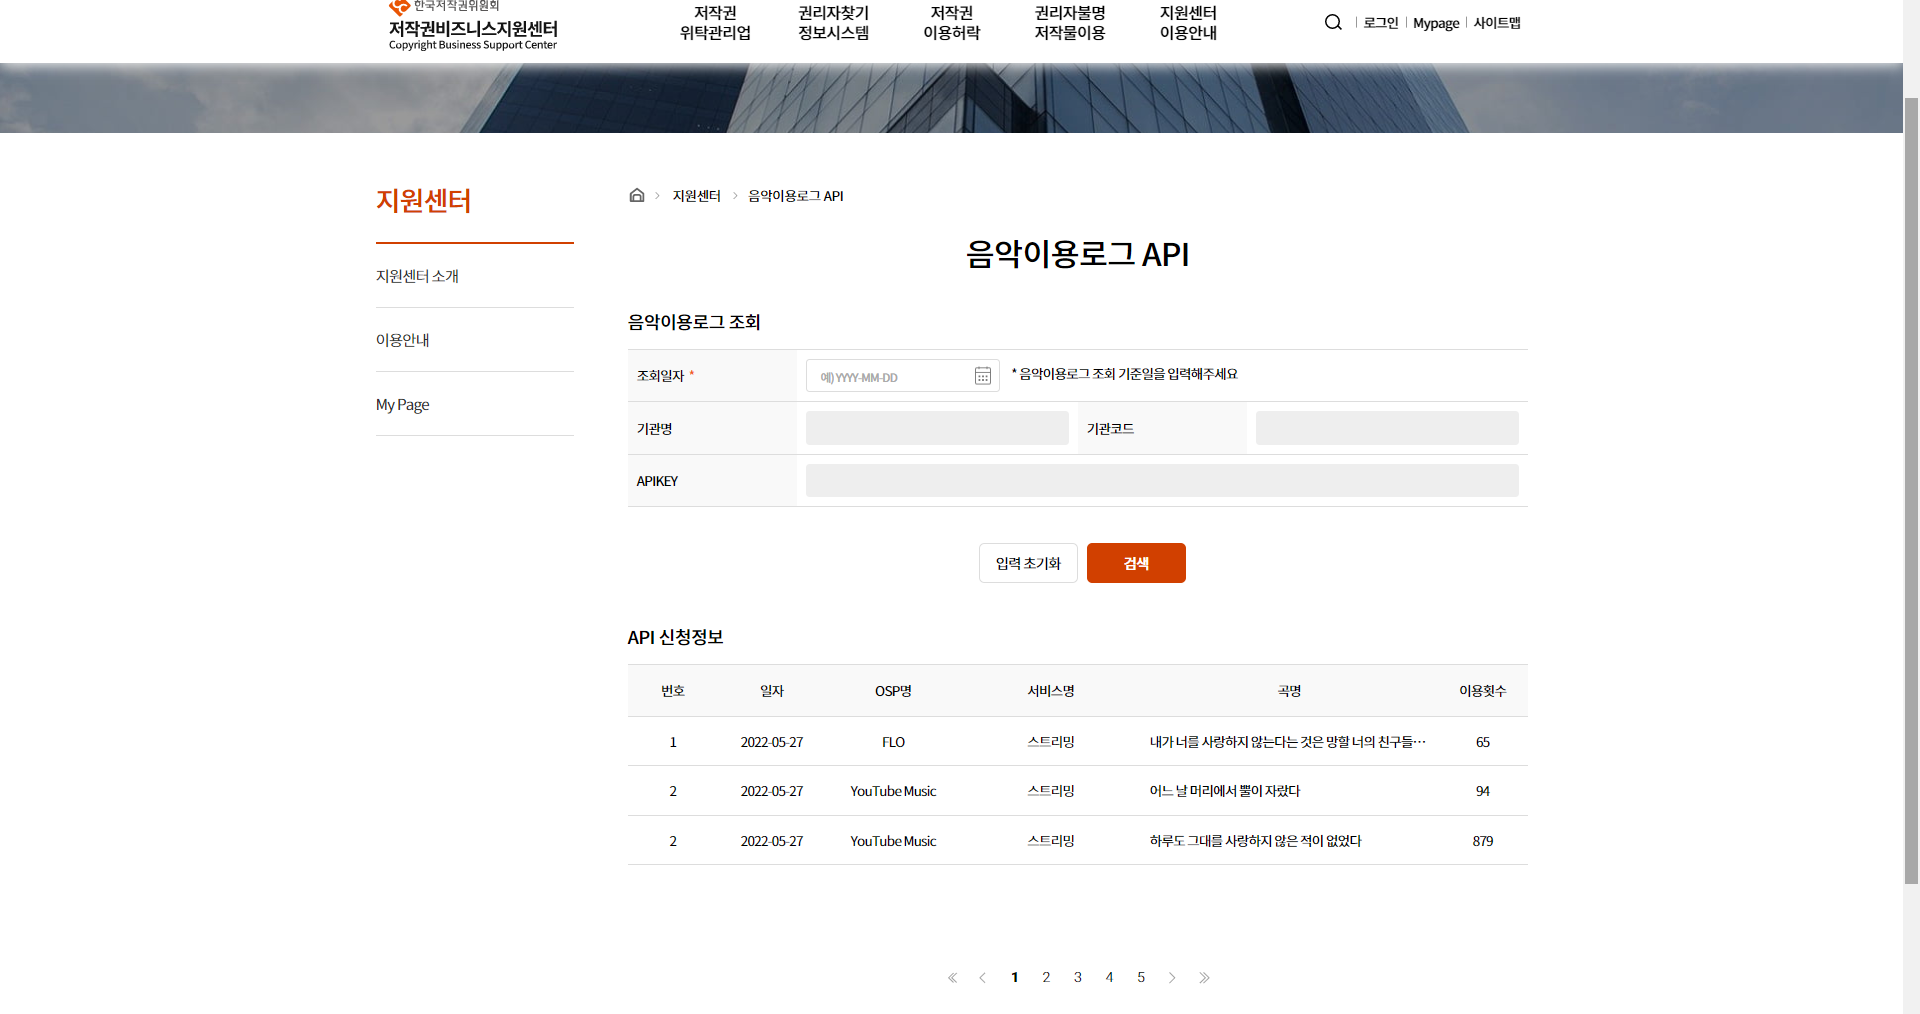 한국저작권위원회
저작권비즈니스지원센터
Copyright Business Support Center
저작권
위탁관리업
권리자찾기
정보시스템
저작권
이용허락
권리자불명
저작물이용
지원센터
이용안내
로그인
Mypage
사이트맵
지원센터
지원센터 소개
이용안내
My Page
지원센터
음악이용로그 API
음악이용로그 API
음악이용로그 조회
조회일자 *
예) YYYY-MM-DD
* 음악이용로그 조회 기준일을 입력해주세요
기관명
기관코드
APIKEY
입력 초기화
검색
API 신청정보
번호 일자 OSP명 서비스명 곡명 이용횟수
1 2022-05-27 FLO 스트리밍 내가 너를 사랑하지 않는다는 것은 망할 너의 친구들… 65
2 2022-05-27 YouTube Music 스트리밍 어느 날 머리에서 뿔이 자랐다 94
2 2022-05-27 YouTube Music 스트리밍 하루도 그대를 사랑하지 않은 적이 없었다 879
1 2 3 4 5